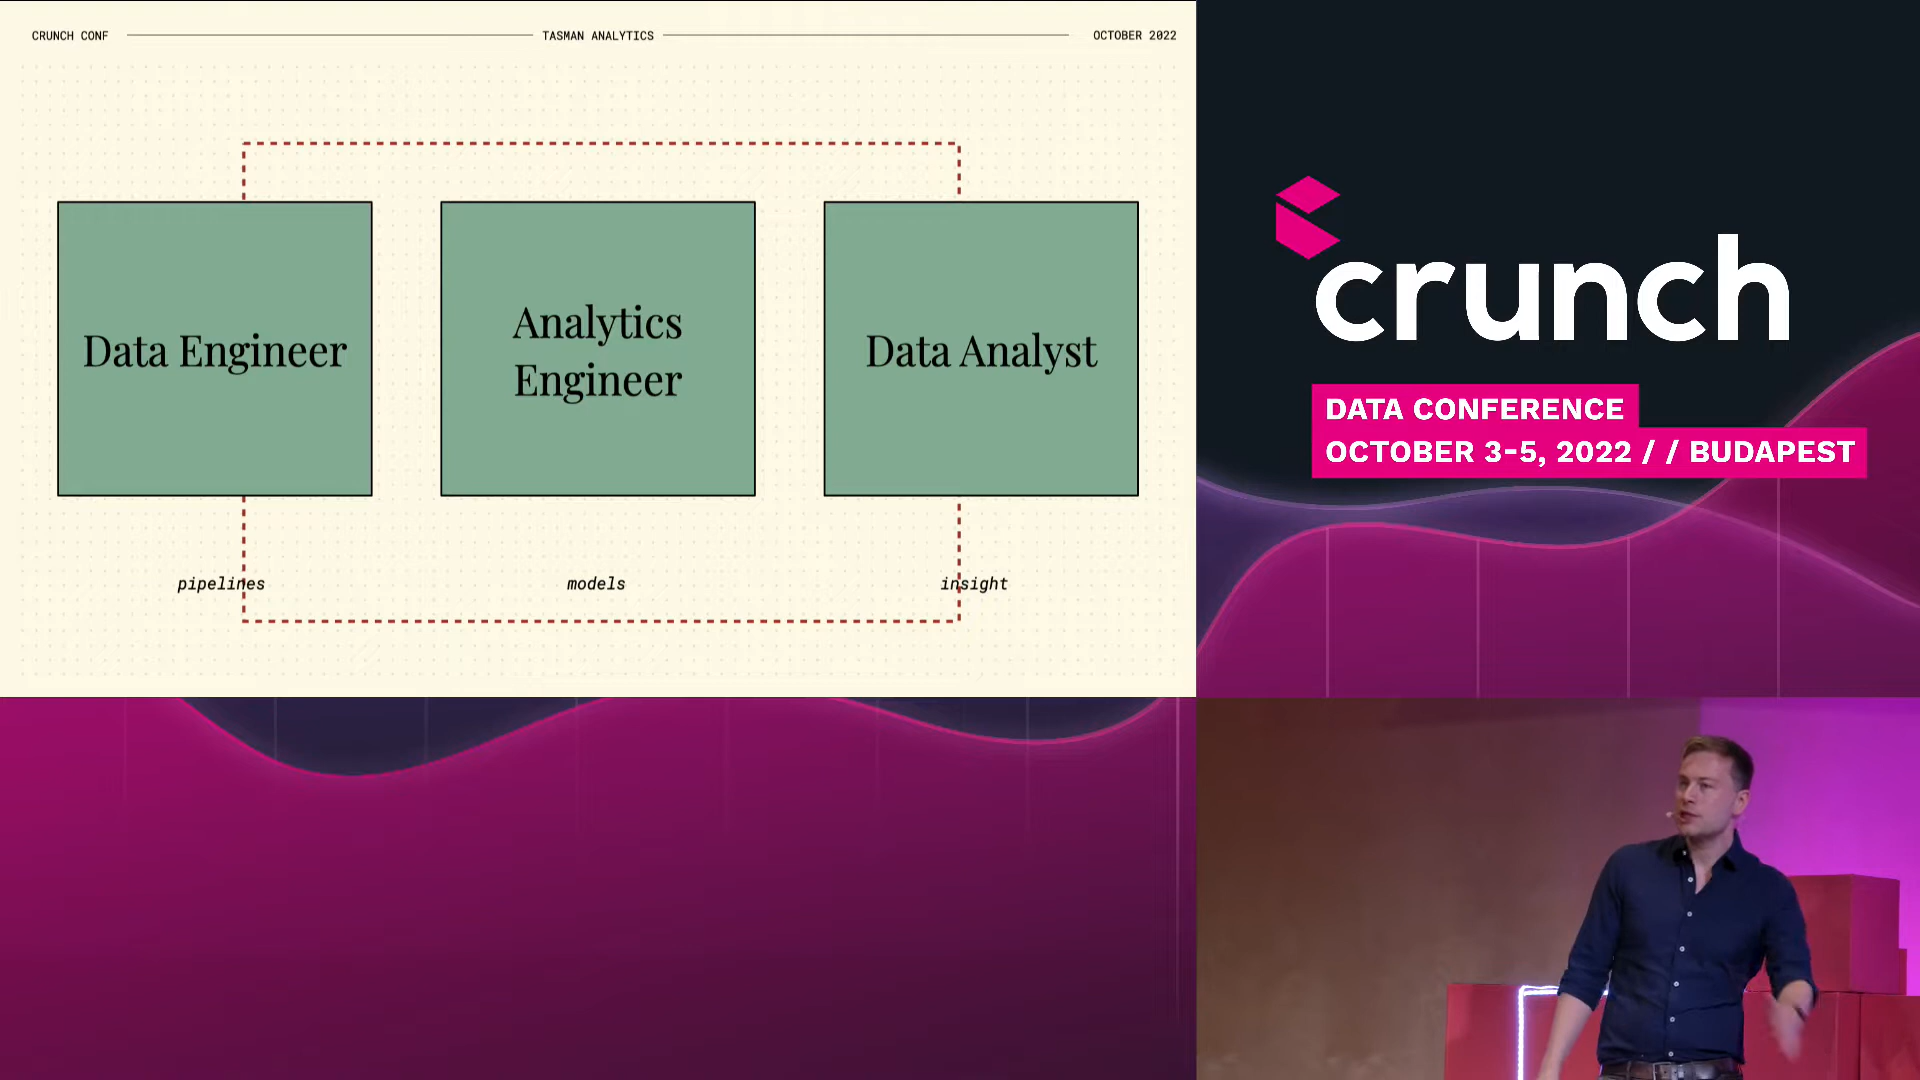 CRUNCH CONF
TASMAN ANALYTICS
OCTOBER 2022
Data Engineer
Analytics
Engineer
Data Analyst
pipelines
models
insight
crunch
DATA CONFERENCE
OCTOBER 3-5, 2022 // BUDAPEST